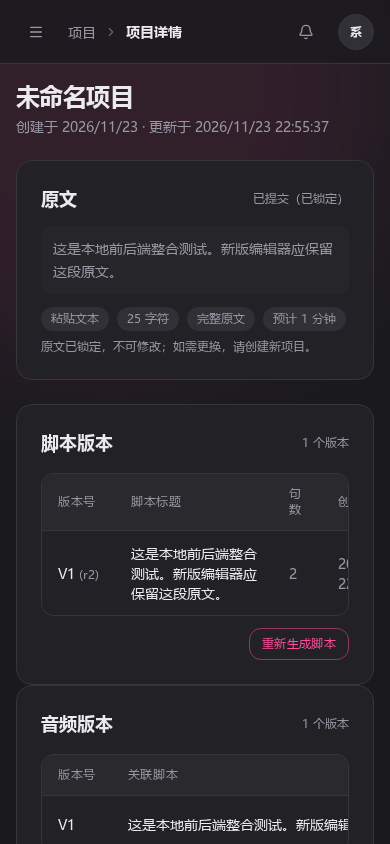 项目 > 项目详情 系
未命名项目
创建于 2026/11/23 · 更新于 2026/11/23 22:55:37
原文 已提交（已锁定）
这是本地前后端整合测试。新版编辑器应保留
这段原文。
粘贴文本 25 字符 完整原文 预计 1 分钟
原文已锁定，不可修改；如需更换，请创建新项目。
脚本版本 1 个版本
版本号 脚本标题 句
数
V1 (r2) 这是本地前后端整合
测试。新版编辑器应
保留这段原文。 2
重新生成脚本
音频版本 1 个版本
版本号 关联脚本
V1 这是本地前后端整合测试。新版编辑